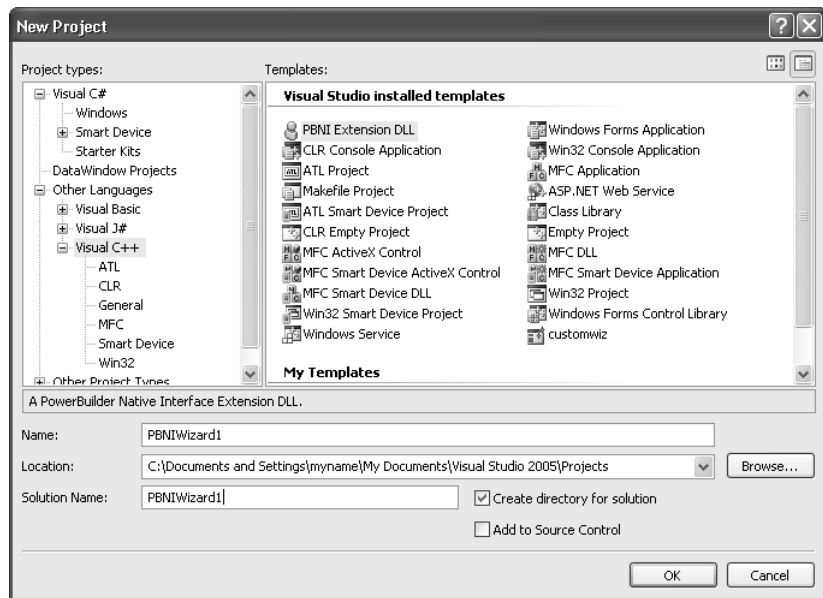 New Project
Project types:
Visual C#
Windows
Smart Device
Starter Kits
DataWindow Projects
Other Languages
Visual Basic
Visual J#
Visual C++
ATL
CLR
General
MFC
Smart Device
Win32
Other Project Types
Templates:
Visual Studio installed templates
PBNI Extension DLL
CLR Console Application
ATL Project
Makefile Project
ATL Smart Device Project
CLR Empty Project
MFC ActiveX Control
MFC Smart Device ActiveX Control
MFC Smart Device DLL
Win32 Smart Device Project
Windows Service
Windows Forms Application
Win32 Console Application
MFC Application
ASP.NET Web Service
Class Library
Empty Project
MFC DLL
MFC Smart Device Application
Win32 Project
Windows Forms Control Library
customwiz
My Templates
A PowerBuilder Native Interface Extension DLL.
Name: PBNIWizard1
Location: C:\Documents and Settings\myname\My Documents\Visual Studio 2005\Projects Browse...
Solution Name: PBNIWizard1 Create directory for solution
Add to Source Control
OK Cancel